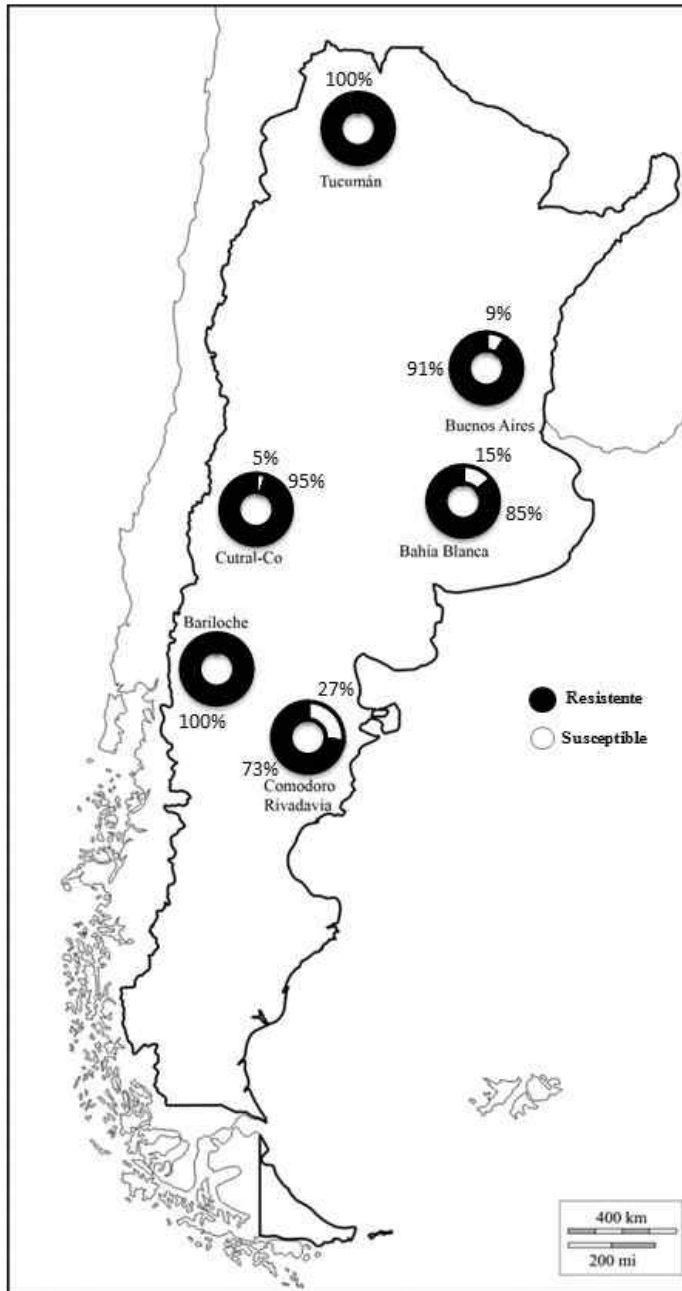 100%
Tucumán
9%
91%
Buenos Aires
15%
85%
Bahía Blanca
5%
95%
Cutral-Co
Bariloche
100%
27%
73%
Comodoro
Rivadavia
Resistente
Susceptible
400 km
200 mi